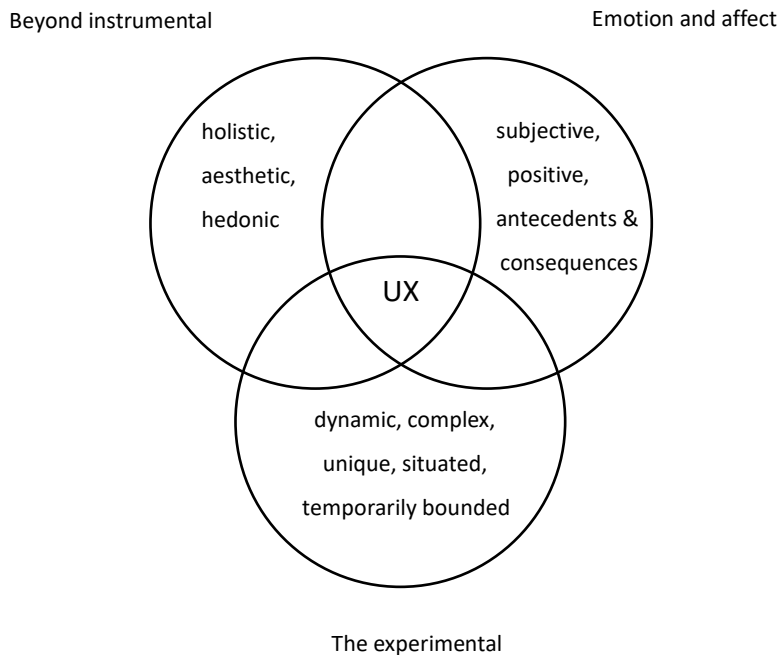 Beyond instrumental
Emotion and affect
holistic,
aesthetic,
hedonic
subjective,
positive,
antecedents &
consequences
UX
dynamic, complex,
unique, situated,
temporarily bounded
The experimental